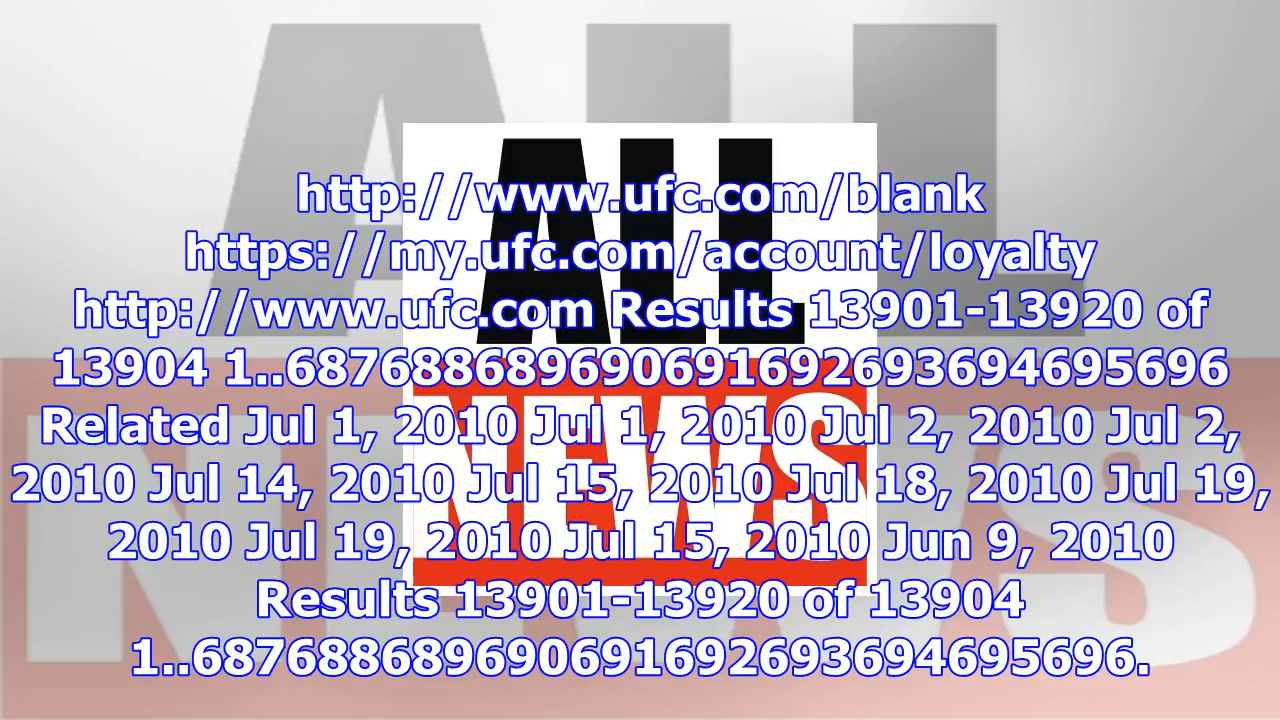 ALL
NEWS
http://www.ufc.com/blank
https://my.ufc.com/account/loyalty
http://www.ufc.com Results 13901-13920 of
13904 1..687688689690691692693694695696
Related Jul 1, 2010 Jul 1, 2010 Jul 2, 2010 Jul 2,
2010 Jul 14, 2010 Jul 15, 2010 Jul 18, 2010 Jul 19,
2010 Jul 19, 2010 Jul 15, 2010 Jun 9, 2010
Results 13901-13920 of 13904
1..687688689690691692693694695696.